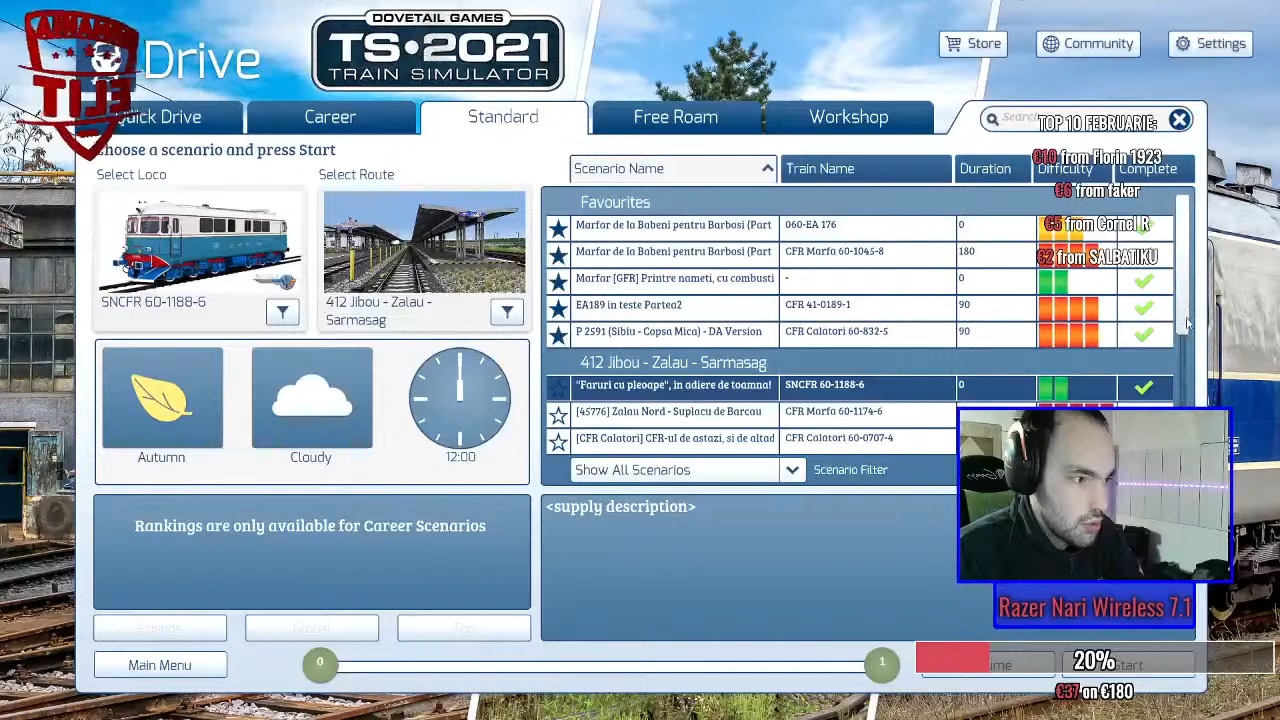 DOVETAIL GAMES
TS•2021
TRAIN SIMULATOR
Drive
ELIT
Store
Community
Settings
Quick Drive
Career
Standard
Free Roam
Workshop
Search
Choose a scenario and press Start
TOP 10 FEBRUARIE:
€10 from Florin 1923
€6 from faker
€5 from Cornel R
€2 from SALBATIKU
Select Loco
Select Route
SNCFR 60-1188-6
412 Jibou - Zalau -
Sarmasag
Scenario Name
Train Name
Duration
Difficulty
Complete
Favourites
Marfar de la Babeni pentru Barbosi (Part
060-EA 176
0
Marfar de la Babeni pentru Barbosi (Part
CFR Marfa 60-1045-8
180
Marfar [GFR] Printre nameti, cu combusti
-
0
EA189 in teste Partea2
CFR 41-0189-1
90
P 2591 (Sibiu - Copsa Mica) - DA Version
CFR Calatori 60-832-5
90
412 Jibou - Zalau - Sarmasag
"Faruri cu pleoape", in adiere de toamna!
SNCFR 60-1188-6
0
[45776] Zalau Nord - Suplacu de Barcau
CFR Marfa 60-1174-6
[CFR Calatori] CFR-ul de astazi, si de altad
CFR Calatori 60-0707-4
Show All Scenarios
Scenario Filter
Autumn
Cloudy
12:00
Rankings are only available for Career Scenarios
<supply description>
Friends
Global
Top
Main Menu
0
1
Razer Nari Wireless 7.1
20%
Start
€37 on €180